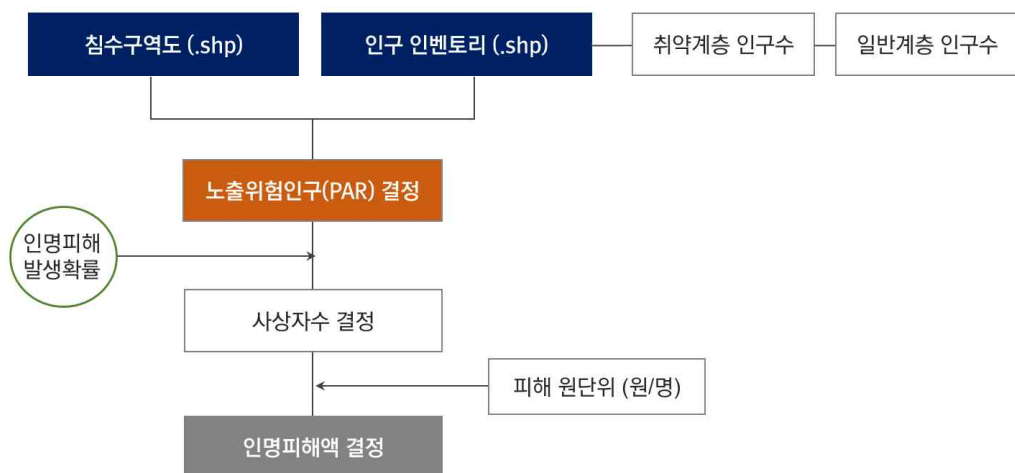 침수구역도 (.shp)
인구 인벤토리 (.shp)
취약계층 인구수
일반계층 인구수
노출위험인구(PAR) 결정
인명피해
발생확률
사상자수 결정
피해 원단위 (원/명)
인명피해액 결정